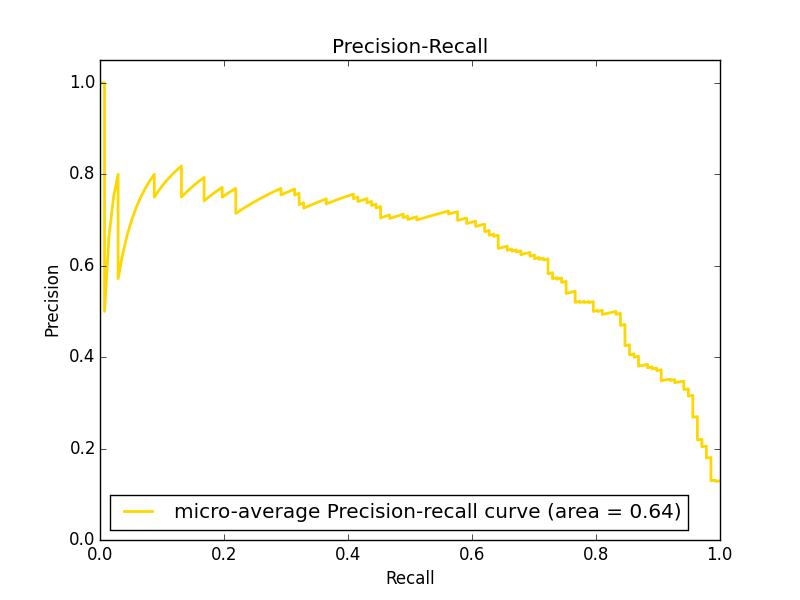 Precision-Recall
1.0
0.8
0.6
0.4
0.2
0.0
Precision
micro-average Precision-recall curve (area = 0.64)
0.0 0.2 0.4 0.6 0.8 1.0
Recall